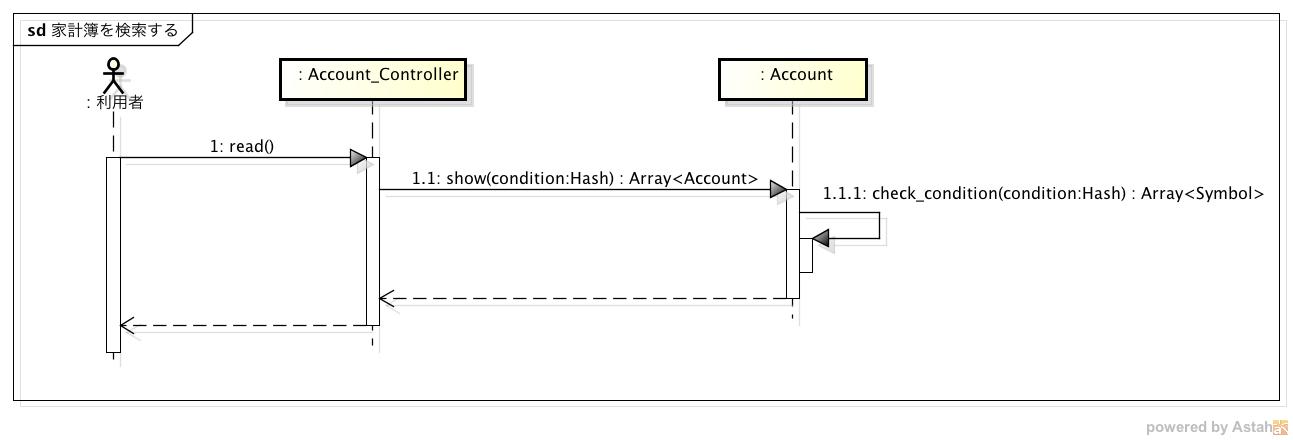 sd 家計簿を検索する
: Account_Controller
: Account
: 利用者
1: read()
1.1: show(condition:Hash) : Array<Account>
1.1.1: check_condition(condition:Hash) : Array<Symbol>
powered by Astah